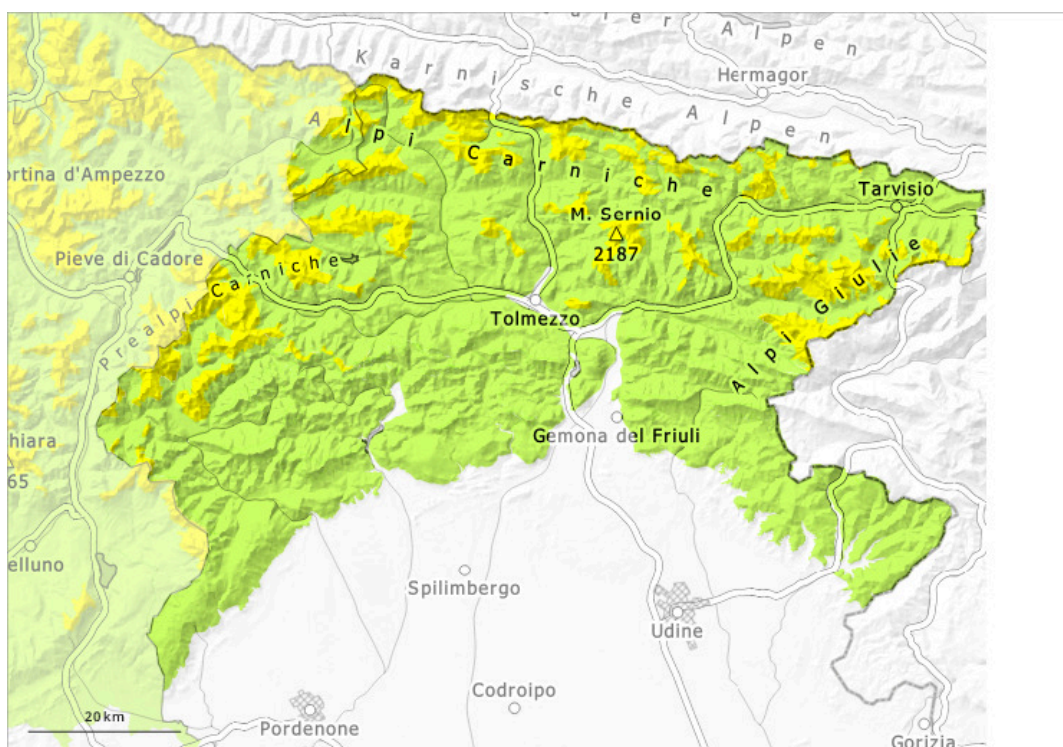 Alpen
Karnische Alpen
Hermagor
Alpi Carniche
ortina d'Ampezzo
Tarvisio
M. Sernio
2187
Pieve di Cadore
Prealpi Carniche
Alpi Giulie
Tolmezzo
Gemona del Friuli
hiara
65
elluno
Spilimbergo
Udine
Codroipo
20 km
Pordenone
Gorizia